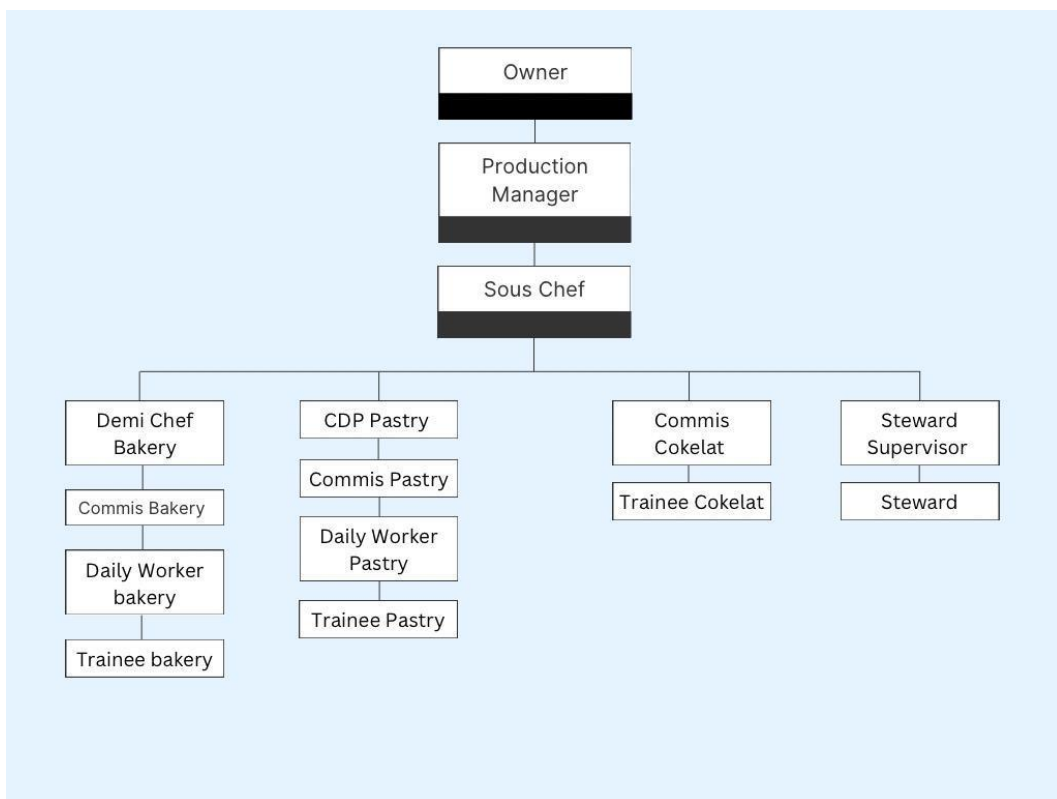 Owner
Production
Manager
Sous Chef
Demi Chef
Bakery
Commis Bakery
Daily Worker
bakery
Trainee bakery
CDP Pastry
Commis Pastry
Daily Worker
Pastry
Trainee Pastry
Commis
Cokelat
Trainee Cokelat
Steward
Supervisor
Steward